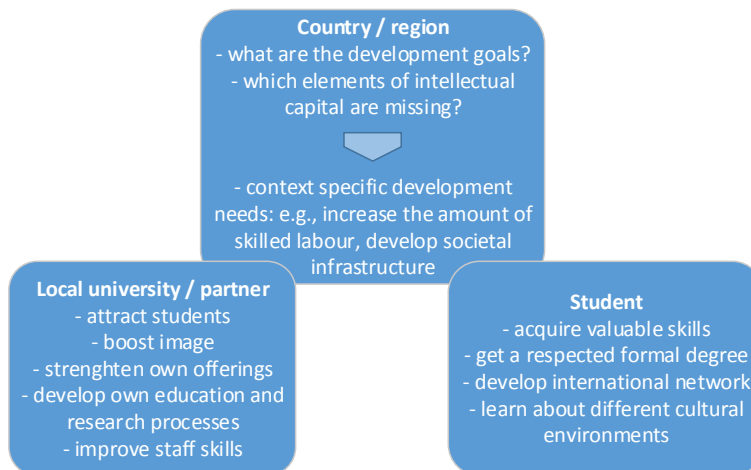 Country / region
- what are the development goals?
- which elements of intellectual
capital are missing?
- context specific development
needs: e.g., increase the amount of
skilled labour, develop societal
infrastructure
Local university / partner
- attract students
- boost image
- strenghten own offerings
- develop own education and
research processes
- improve staff skills
Student
- acquire valuable skills
- get a respected formal degree
- develop international network
- learn about different cultural
environments